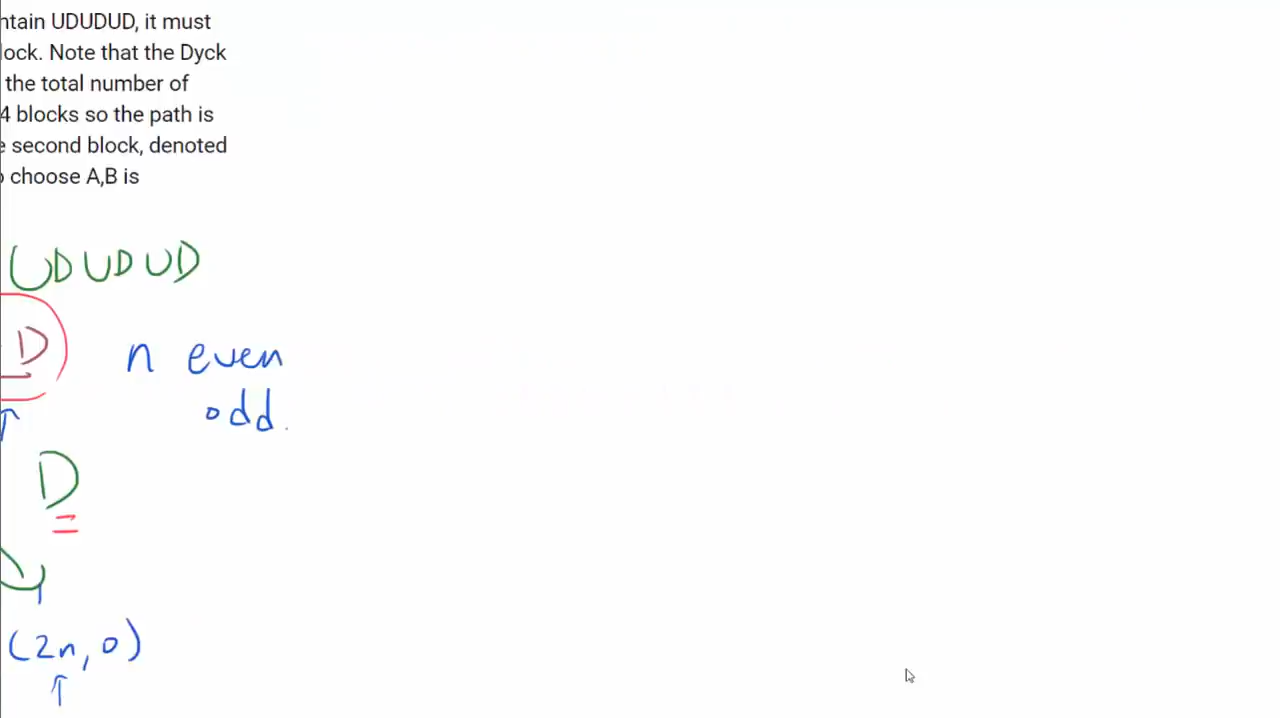 ntain UDUDUD, it must
lock. Note that the Dyck
the total number of
4 blocks so the path is
e second block, denoted
o choose A,B is
UDUDUD
D n even
odd.
D
(2n, 0)